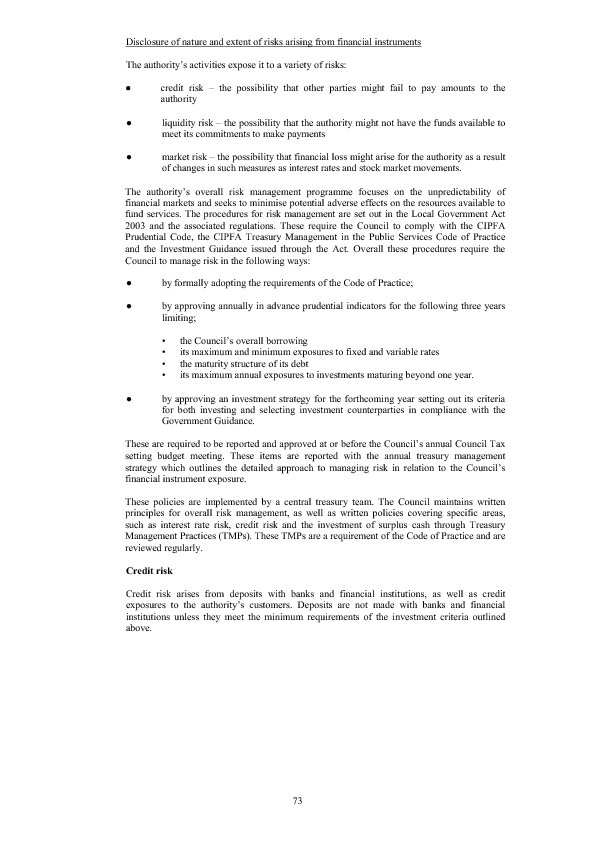 Disclosure of nature and extent of risks arising from financial instruments
The authority's activities expose it to a variety of risks:
● credit risk – the possibility that other parties might fail to pay amounts to the
authority
● liquidity risk – the possibility that the authority might not have the funds available to
meet its commitments to make payments
● market risk – the possibility that financial loss might arise for the authority as a result
of changes in such measures as interest rates and stock market movements.
The authority's overall risk management programme focuses on the unpredictability of
financial markets and seeks to minimise potential adverse effects on the resources available to
fund services. The procedures for risk management are set out in the Local Government Act
2003 and the associated regulations. These require the Council to comply with the CIPFA
Prudential Code, the CIPFA Treasury Management in the Public Services Code of Practice
and the Investment Guidance issued through the Act. Overall these procedures require the
Council to manage risk in the following ways:
● by formally adopting the requirements of the Code of Practice;
● by approving annually in advance prudential indicators for the following three years
limiting;
• the Council's overall borrowing
• its maximum and minimum exposures to fixed and variable rates
• the maturity structure of its debt
• its maximum annual exposures to investments maturing beyond one year.
● by approving an investment strategy for the forthcoming year setting out its criteria
for both investing and selecting investment counterparties in compliance with the
Government Guidance.
These are required to be reported and approved at or before the Council's annual Council Tax
setting budget meeting. These items are reported with the annual treasury management
strategy which outlines the detailed approach to managing risk in relation to the Council's
financial instrument exposure.
These policies are implemented by a central treasury team. The Council maintains written
principles for overall risk management, as well as written policies covering specific areas,
such as interest rate risk, credit risk and the investment of surplus cash through Treasury
Management Practices (TMPs). These TMPs are a requirement of the Code of Practice and are
reviewed regularly.
Credit risk
Credit risk arises from deposits with banks and financial institutions, as well as credit
exposures to the authority's customers. Deposits are not made with banks and financial
institutions unless they meet the minimum requirements of the investment criteria outlined
above.
73